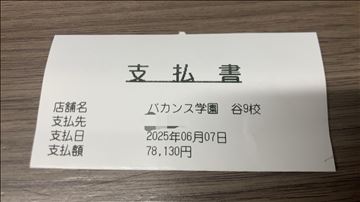 支払書
店舗名 バカンス学園 谷9校
支払先
支払日 2025年06月07日
支払額 78,130円